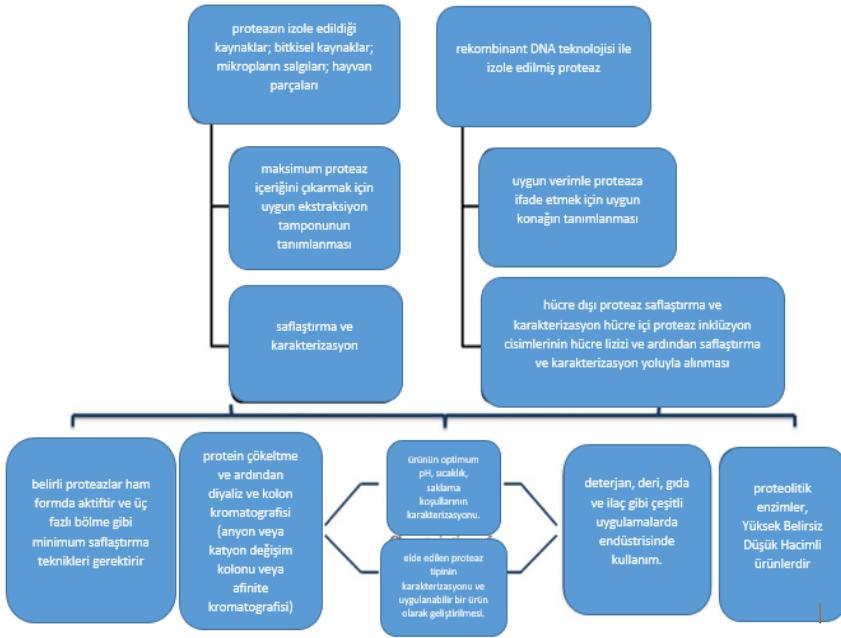 proteazın izole edildiği
kaynaklar; bitkisel kaynaklar;
mikropların salgıları; hayvan
parçaları
rekombinant DNA teknolojisi ile
izole edilmiş proteaz
maksimum proteaz
içeriğini çıkarmak için
uygun ekstraksiyon
tamponunun
tanımlanması
uygun verimle proteaza
ifade etmek için uygun
konağın tanımlanması
saflaştırma ve
karakterizasyon
hücre dışı proteaz saflaştırma ve
karakterizasyon hücre içi proteaz inklüzyon
cisimlerinin hücre lizizi ve ardından saflaştırma
ve karakterizasyon yoluyla alınması
belirli proteazlar ham
formda aktiftir ve üç
fazlı bölme gibi
minimum saflaştırma
teknikleri gerektirir
protein çökeltme
ve ardından
diyaliz ve kolon
kromatografisi
(anyon veya
katyon değişim
kolonu veya
afinite
kromatografisi)
ürünün optimum
pH, sıcaklık,
saklama
koşullarının
karakterizasyonu.
elde edilen proteaz
tipinin
karakterizasyonu ve
uygulanabilir bir ürün
olarak geliştirilmesi.
deterjan, deri, gıda
ve ilaç gibi çeşitli
uygulamalarda
endüstrisinde
kullanım.
proteolitik
enzimler,
Yüksek Belirsiz
Düşük Hacimli
ürünlerdir